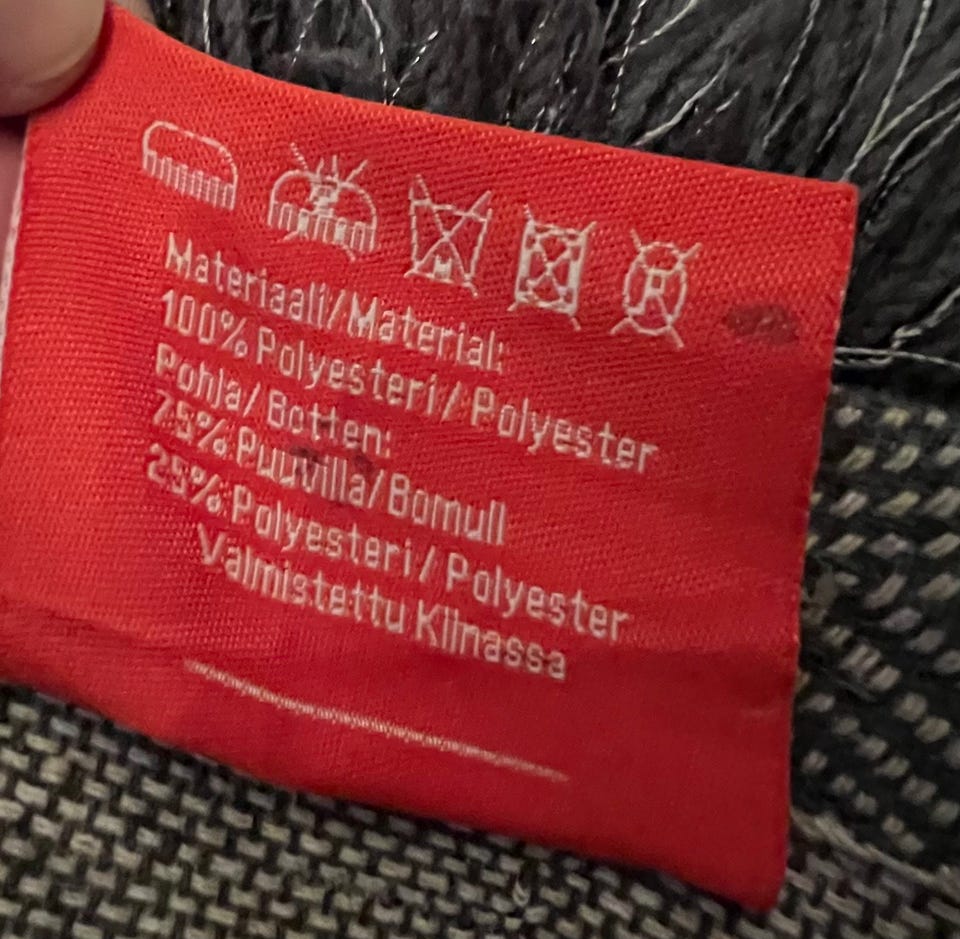 Materiaali/Material:
100% Polyesteri/Polyester
Pohja/Botten:
75% Puuvilla/Bomull
25% Polyesteri/Polyester
Valmistettu Kiinassa